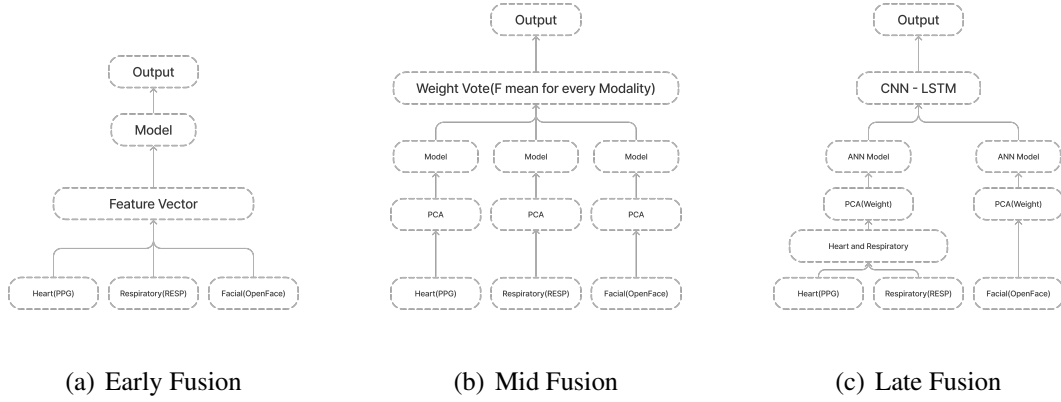 Output
Model
Feature Vector
Heart(PPG)
Respiratory(RESP)
Facial(OpenFace)
(a) Early Fusion
Output
Weight Vote(F mean for every Modality)
Model
Model
Model
PCA
PCA
PCA
Heart(PPG)
Respiratory(RESP)
Facial(OpenFace)
(b) Mid Fusion
Output
CNN - LSTM
ANN Model
ANN Model
PCA(Weight)
PCA(Weight)
Heart and Respiratory
Heart(PPG)
Respiratory(RESP)
Facial(OpenFace)
(c) Late Fusion